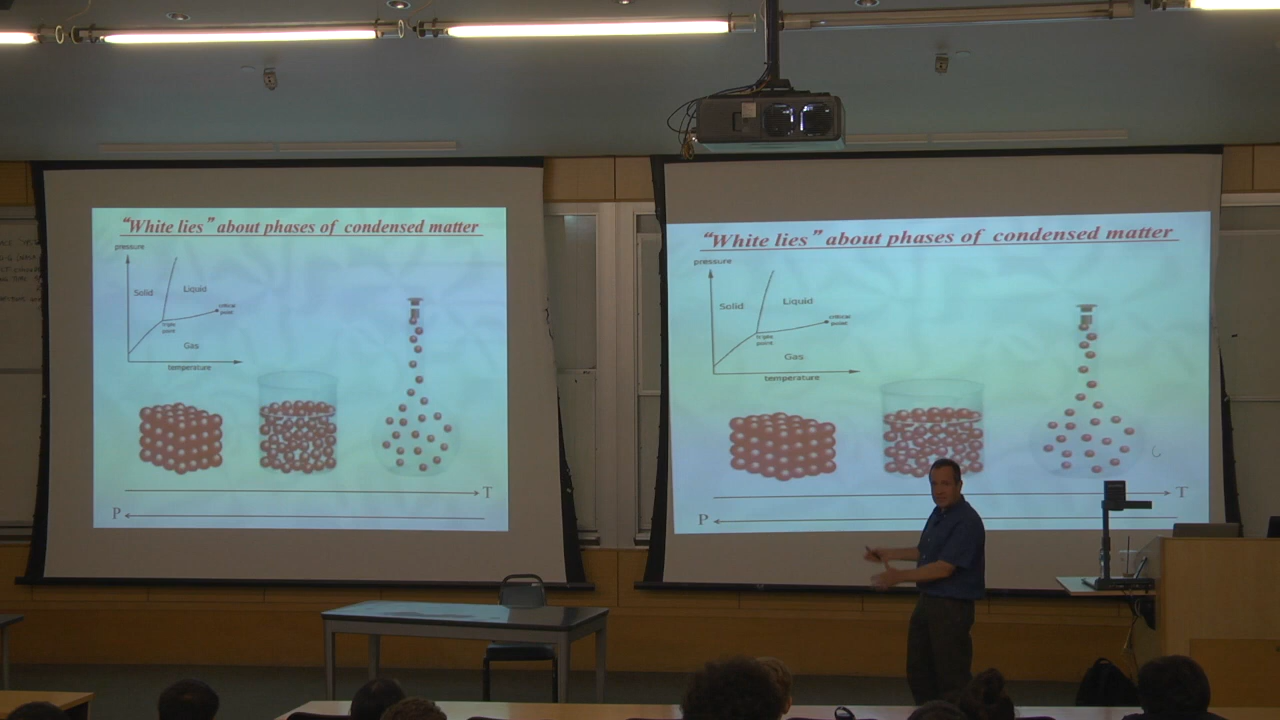 “White lies” about phases of condensed matter
pressure
Solid
Liquid
critical
point
triple
point
Gas
temperature
T
P
“White lies” about phases of condensed matter
pressure
Solid
Liquid
critical
point
triple
point
Gas
temperature
T
P